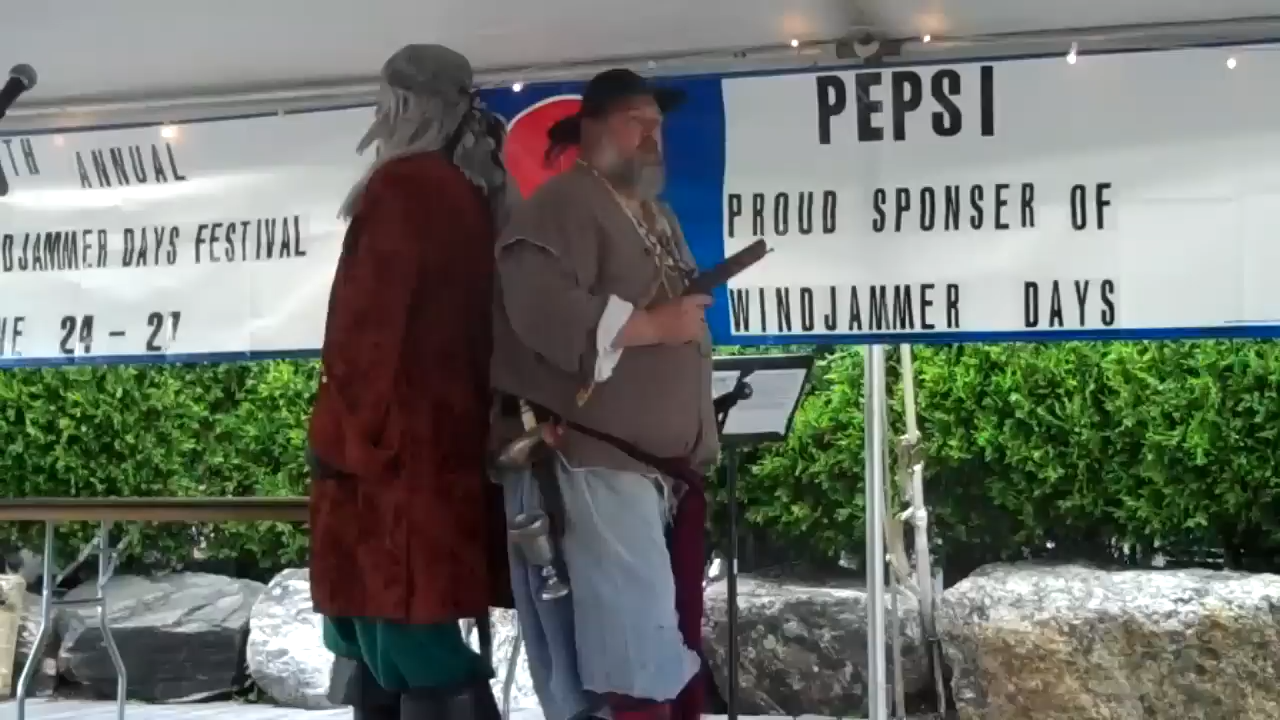 TH ANNUAL
DJAMMER DAYS FESTIVAL
NE 24 - 27
PEPSI
PROUD SPONSER OF
WINDJAMMER DAYS